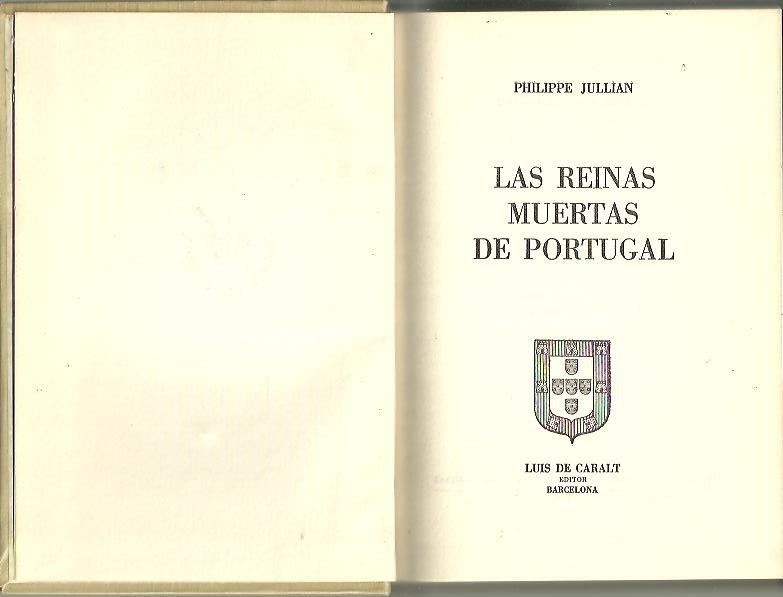 PHILIPPE JULLIAN
LAS REINAS
MUERTAS
DE PORTUGAL
LUIS DE CARALT
EDITOR
BARCELONA